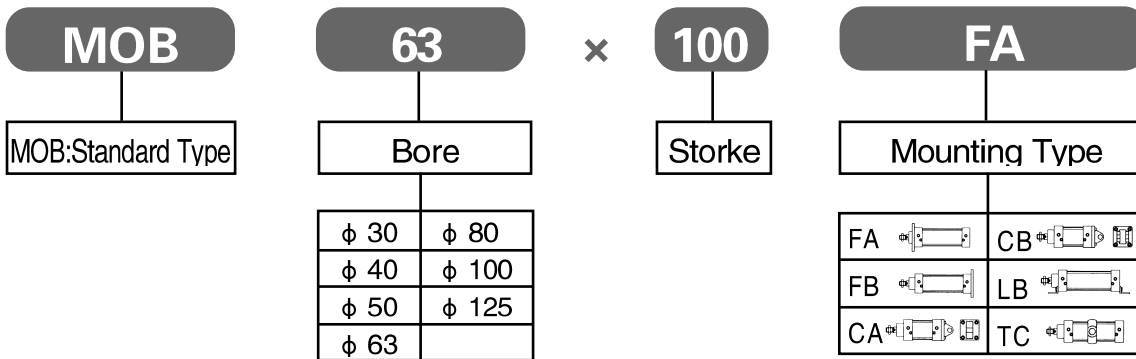 MOB 63 × 100 FA
MOB:Standard Type Bore Storke Mounting Type
ϕ 30 ϕ 80
ϕ 40 ϕ 100
ϕ 50 ϕ 125
ϕ 63
FA CB
FB LB
CA TC